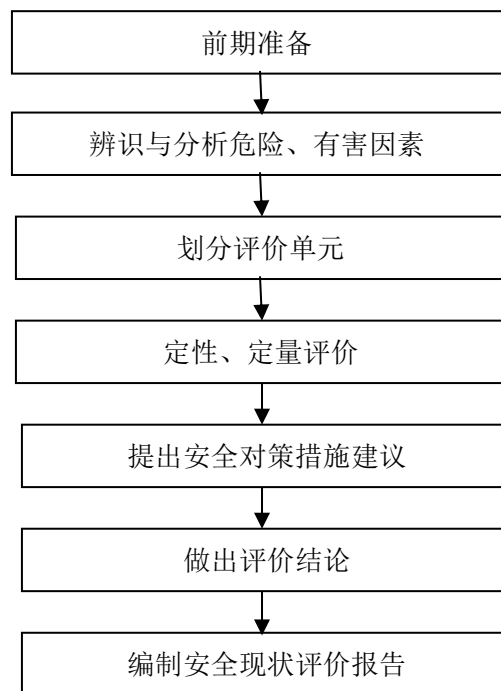 前期准备
辨识与分析危险、有害因素
划分评价单元
定性、定量评价
提出安全对策措施建议
做出评价结论
编制安全现状评价报告